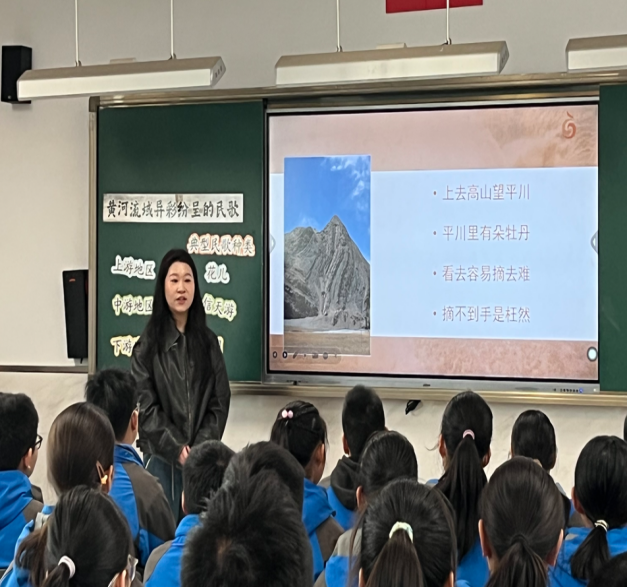 黄河流域异彩纷呈的民歌
典型民歌种类
上游地区
花儿
中游地区
信天游
下游
上去高山望平川
平川里有朵牡丹
看去容易摘去难
摘不到手是枉然